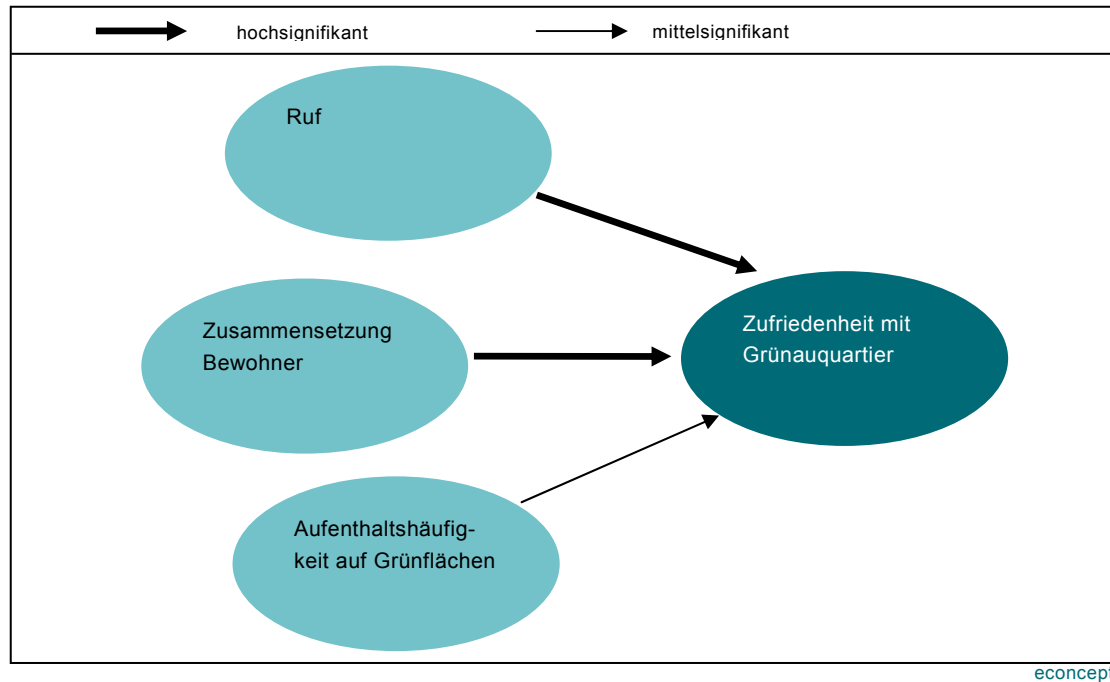 hochsignifikant
mittelsignifikant
Ruf
Zusammensetzung
Bewohner
Zufriedenheit mit
Grünauquartier
Aufenthaltshäufig-
keit auf Grünflächen
econcept